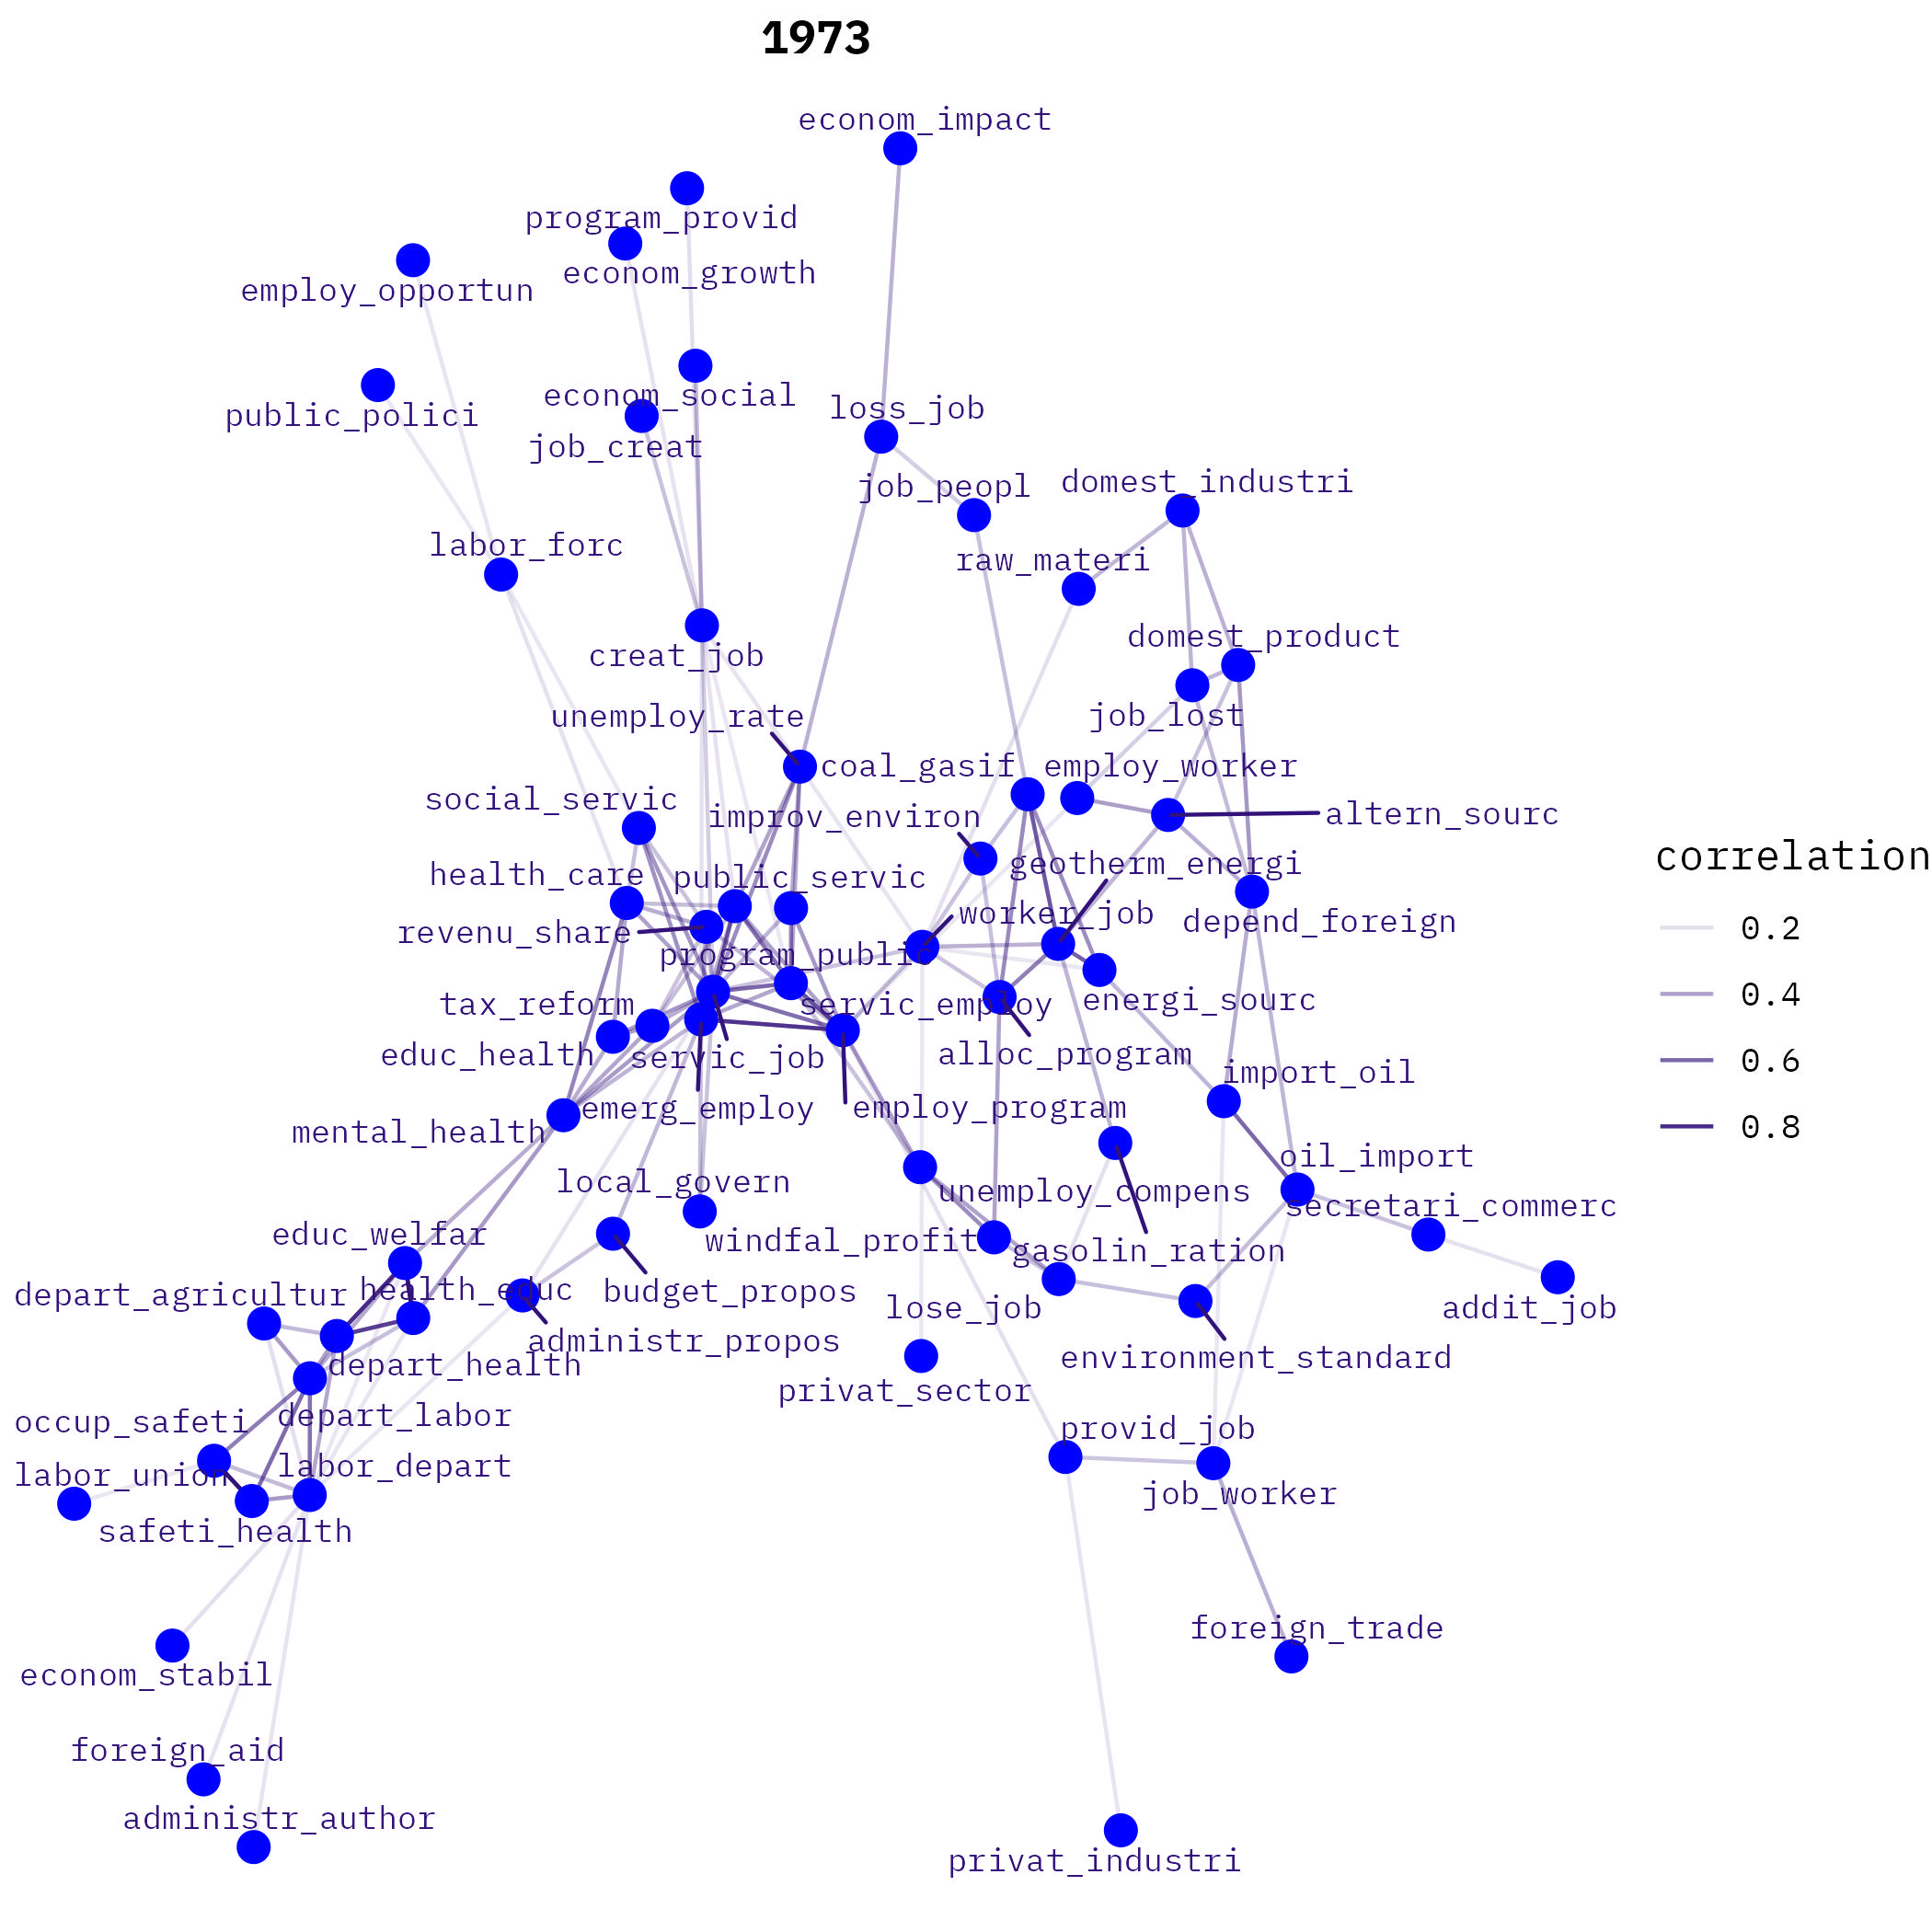 1973
econom_impact
program_provid
econom_growth
employ_opportun
econom_social
public_polici
loss_job
job_creat
job_peopl
domest_industri
labor_forc
raw_materi
domest_product
creat_job
unemploy_rate
job_lost
coal_gasif
employ_worker
social_servic
improv_environ
altern_sourc
correlation
geotherm_energi
health_care
public_servic
worker_job
depend_foreign
0.2
revenu_share
program_public
0.4
tax_reform
servic_employ
energi_sourc
educ_health
servic_job
alloc_program
0.6
import_oil
emerg_employ
employ_program
0.8
mental_health
oil_import
local_govern
unemploy_compens
secretari_commerc
educ_welfar
windfal_profit
gasolin_ration
depart_agricultur
health_educ
budget_propos
lose_job
addit_job
administr_propos
depart_health
environment_standard
privat_sector
occup_safeti
depart_labor
provid_job
labor_union
labor_depart
job_worker
safeti_health
foreign_trade
econom_stabil
foreign_aid
administr_author
privat_industri